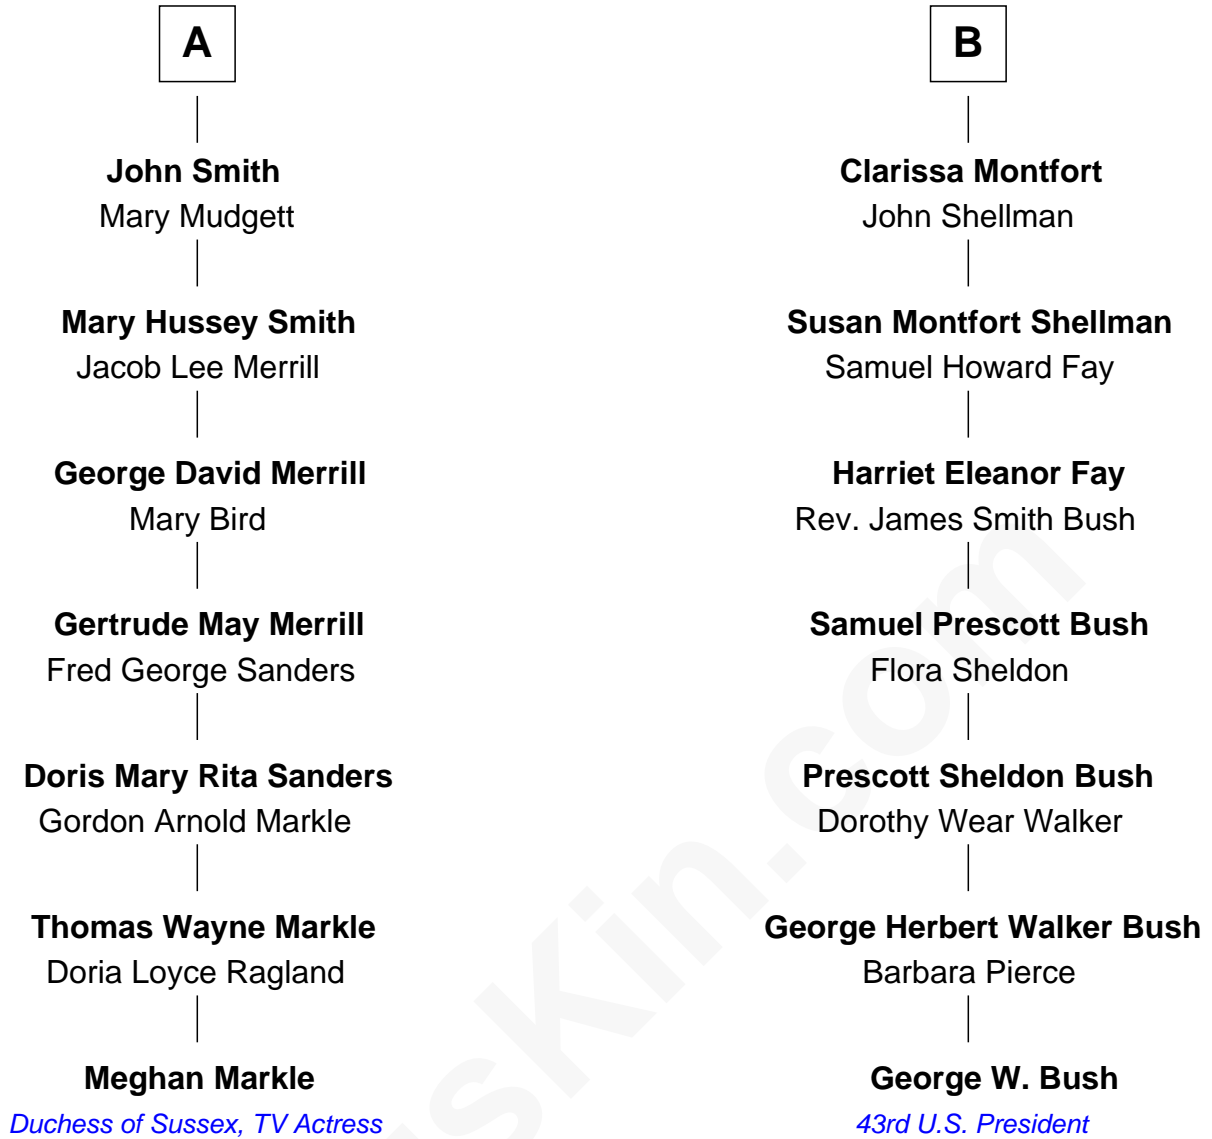 A
John Smith
Mary Mudgett
Mary Hussey Smith
Jacob Lee Merrill
George David Merrill
Mary Bird
Gertrude May Merrill
Fred George Sanders
Doris Mary Rita Sanders
Gordon Arnold Markle
Thomas Wayne Markle
Doria Loyce Ragland
Meghan Markle
Duchess of Sussex, TV Actress
B
Clarissa Montfort
John Shellman
Susan Montfort Shellman
Samuel Howard Fay
Harriet Eleanor Fay
Rev. James Smith Bush
Samuel Prescott Bush
Flora Sheldon
Prescott Sheldon Bush
Dorothy Wear Walker
George Herbert Walker Bush
Barbara Pierce
George W. Bush
43rd U.S. President
sKin.com